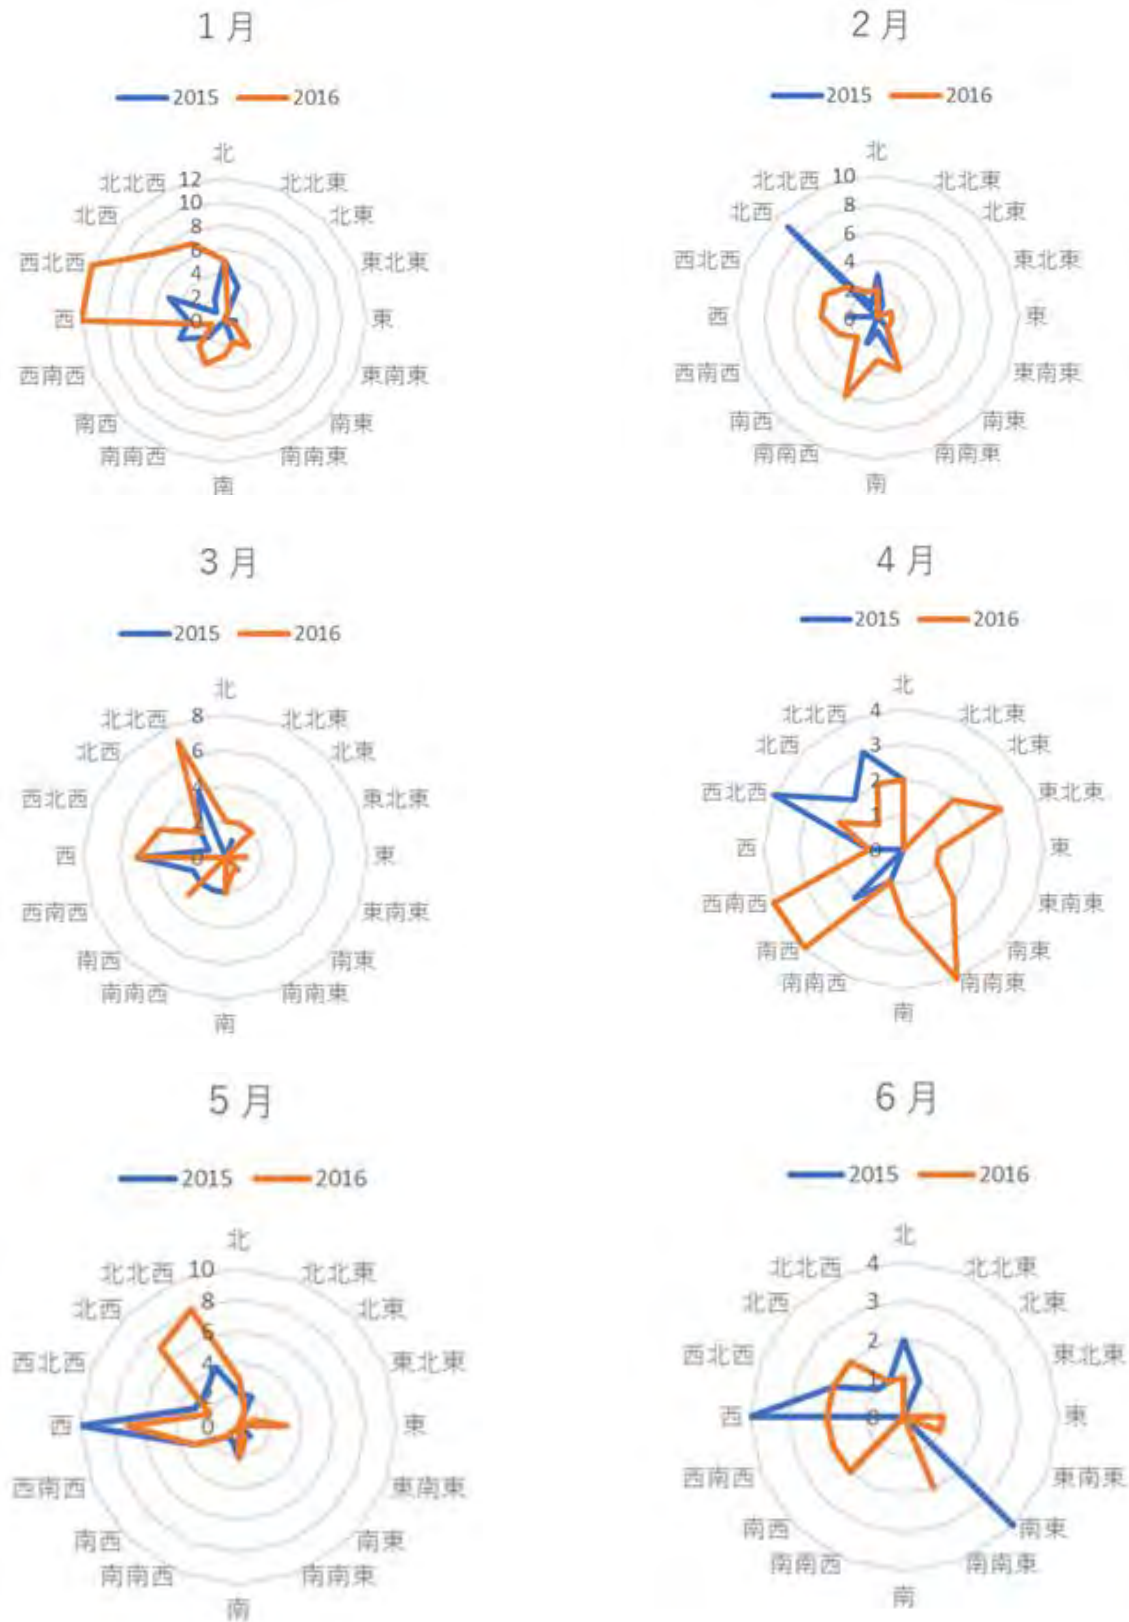 1月
2015 2016
北
北北西 12 北北東
北西 10 北東
8
6
西北西 4 東北東
2
西 0 東
西南西 東南東
南西 南東
南南西 南南東
南
2月
2015 2016
北
北北西 10 北北東
北西 8 北東
6
西北西 4 東北東
2
西 0 東
西南西 東南東
南西 南東
南南西 南南東
南
3月
2015 2016
北
北北西 8 北北東
北西 6 北東
西北西 4 東北東
西 0 東
西南西 東南東
南西 南東
南南西 南南東
南
4月
2015 2016
北
北北西 4 北北東
北西 3 北東
西北西 2 東北東
1
西 0 東
西南西 東南東
南西 南東
南南西 南南東
南
5月
2015 2016
北
北北西 10 北北東
北西 8 北東
6
西北西 4 東北東
西 0 東
西南西 東南東
南西 南東
南南西 南南東
南
6月
2015 2016
北
北北西 4 北北東
北西 3 北東
西北西 2 東北東
1
西 0 東
西南西 東南東
南西 南東
南南西 南南東
南